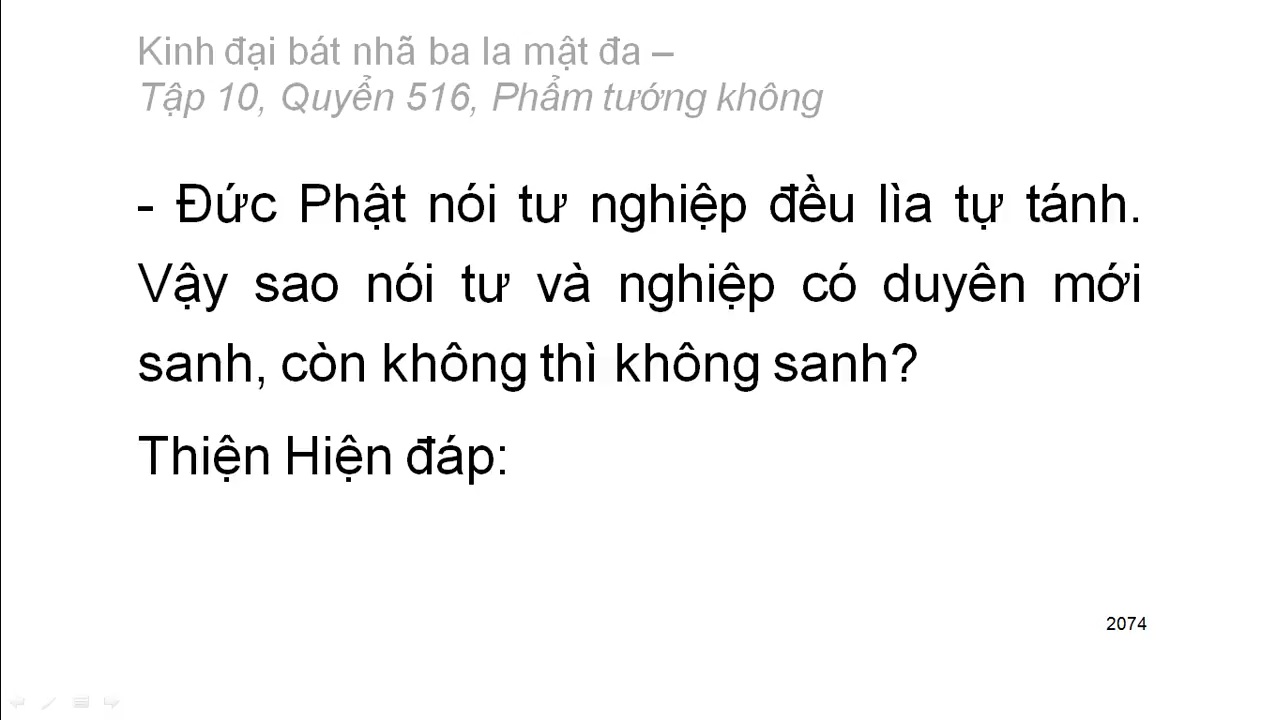 Kinh đại bát nhã ba la mật đa –
Tập 10, Quyển 516, Phẩm tướng không
- Đức Phật nói tư nghiệp đều lìa tự tánh.
Vậy sao nói tư và nghiệp có duyên mới
sanh, còn không thì không sanh?
Thiện Hiện đáp:
2074